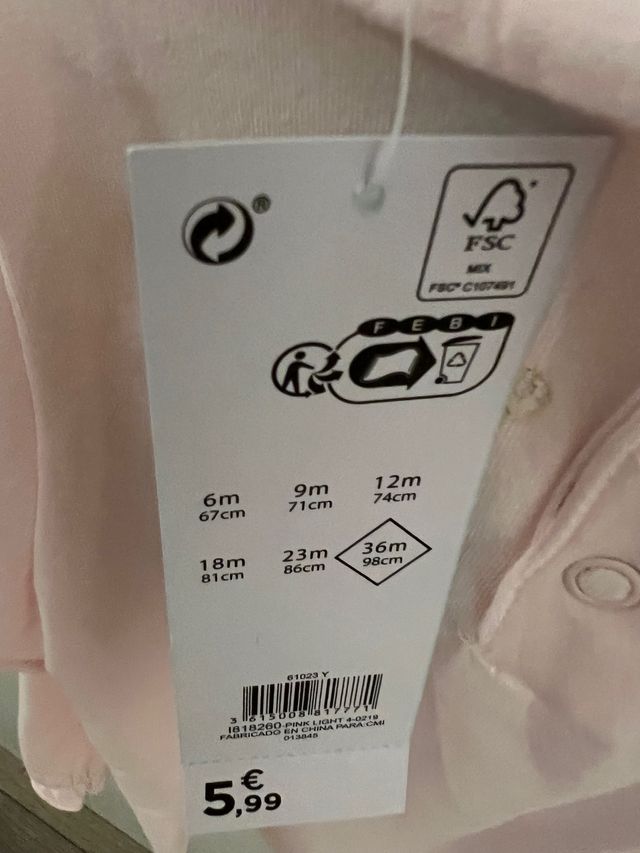 ®
FSC
MIX
FSC® C107491
F E B I
6m 9m 12m
67cm 71cm 74cm
18m 23m 36m
81cm 86cm 98cm
61023 Y
3 615008 817771
I818260-PINK LIGHT 4-0219
FABRICADO EN CHINA PARA:CMI
013845
€
5,99